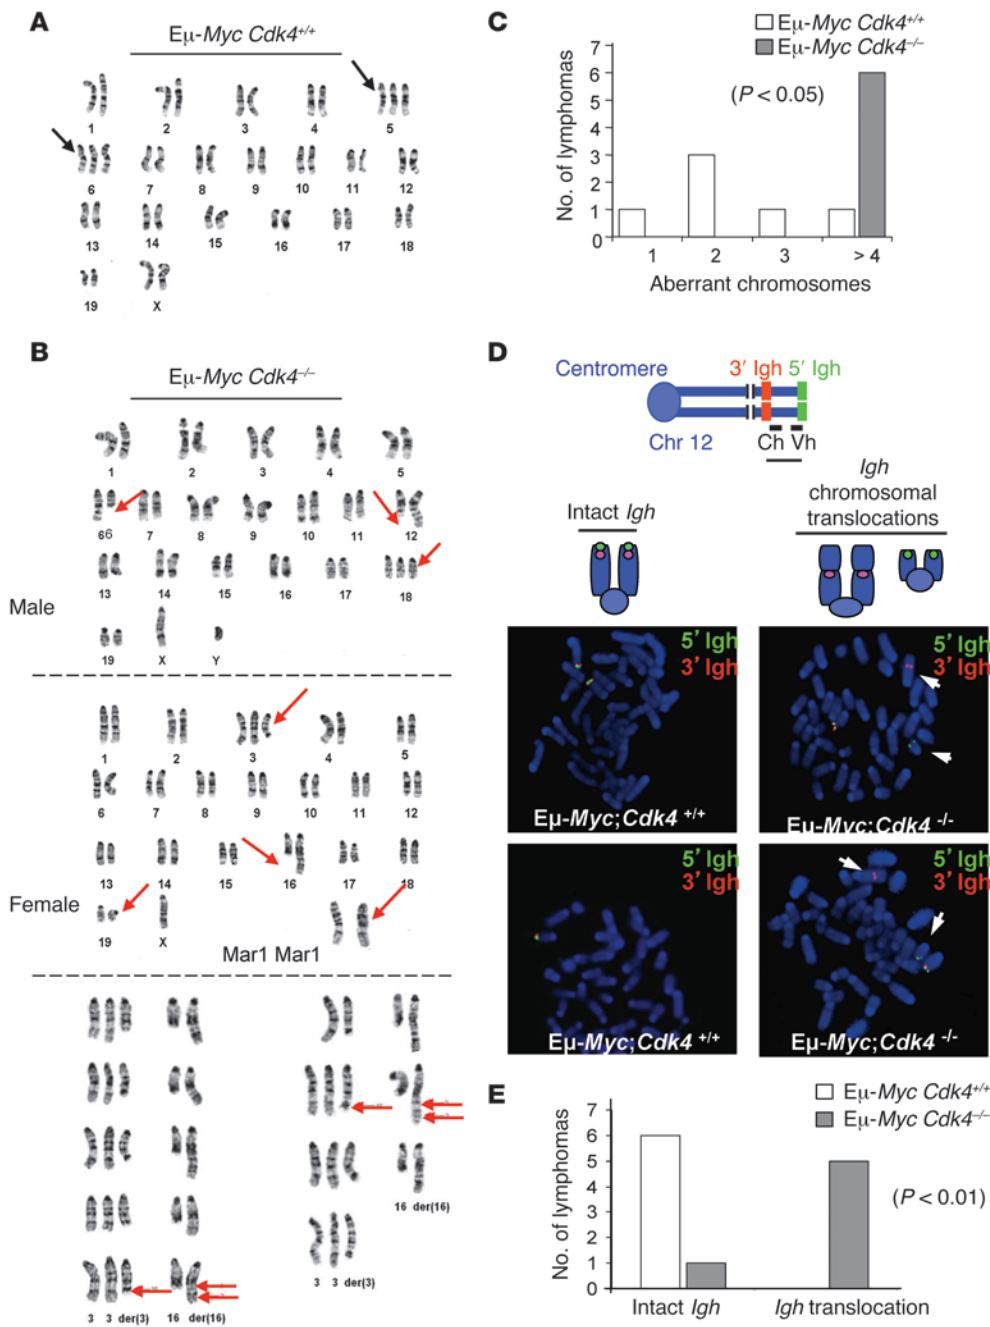 A
Eµ-Myc Cdk4+/+
1 2 3 4 5
6 7 8 9 10 11 12
13 14 15 16 17 18
19 X
B
Eµ-Myc Cdk4−/−
1 2 3 4 5
66 7 8 9 10 11 12
13 14 15 16 17 18
Male
19 X Y
1 2 3 4 5
6 7 8 9 10 11 12
13 14 15 16 17 18
Female
19 X
Mar1 Mar1
16 der(16)
3 3 der(3)
3 3 der(3) 16 der(16)
C
Eµ-Myc Cdk4+/+
Eµ-Myc Cdk4−/−
(P < 0.05)
No. of lymphomas
7
6
5
4
3
2
1
0
1 2 3 > 4
Aberrant chromosomes
D
Centromere 3′ Igh 5′ Igh
Chr 12 Ch Vh
Intact Igh
Igh
chromosomal
translocations
5′ Igh
3′ Igh
Eµ-Myc;Cdk4 +/+
5′ Igh
3′ Igh
Eµ-Myc;Cdk4 -/-
5′ Igh
3′ Igh
Eµ-Myc;Cdk4 +/+
5′ Igh
3′ Igh
Eµ-Myc;Cdk4 -/-
E
Eµ-Myc Cdk4+/+
Eµ-Myc Cdk4−/−
(P < 0.01)
No. of lymphomas
7
6
5
4
3
2
1
0
Intact Igh Igh translocation